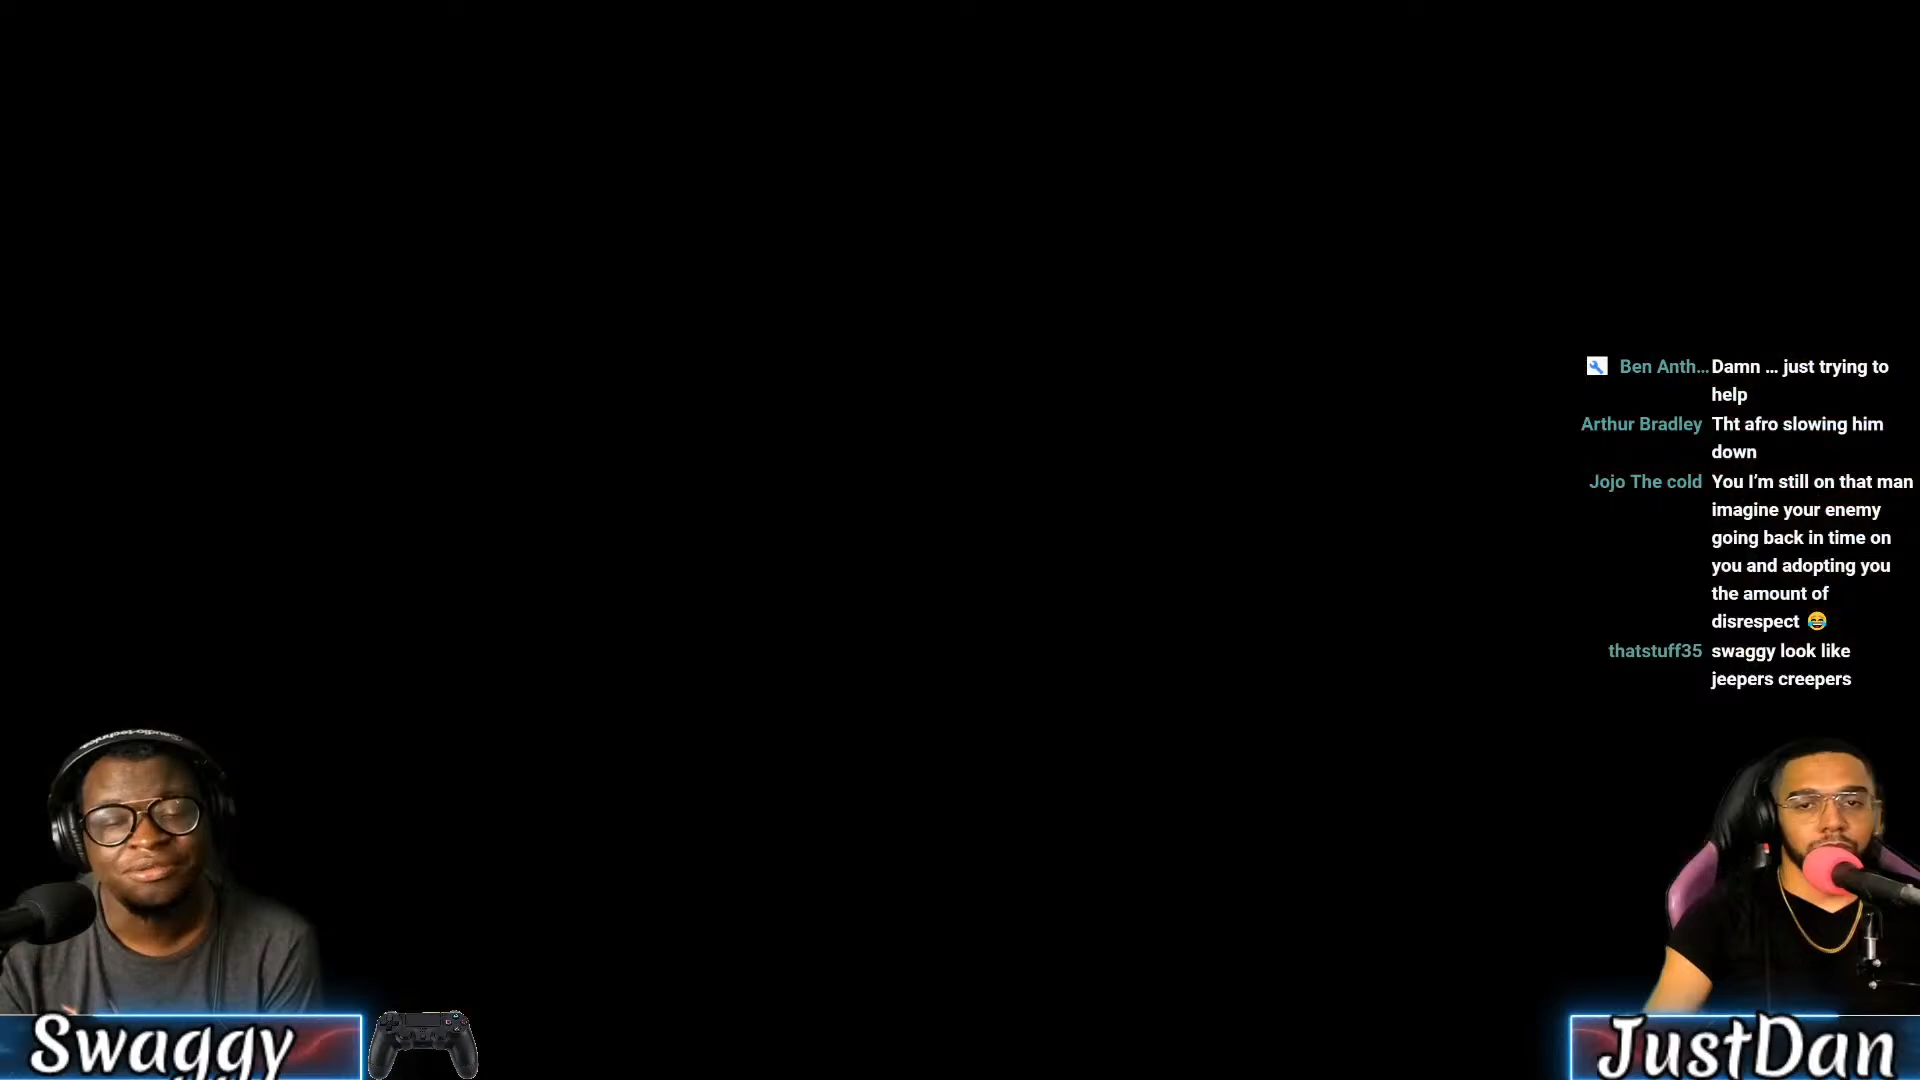 Ben Anth... Damn ... just trying to
help
Arthur Bradley Tht afro slowing him
down
Jojo The cold You I’m still on that man
imagine your enemy
going back in time on
you and adopting you
the amount of
disrespect 😂
thatstuff35 swaggy look like
jeepers creepers
audio-technica
Swaggy
JustDan